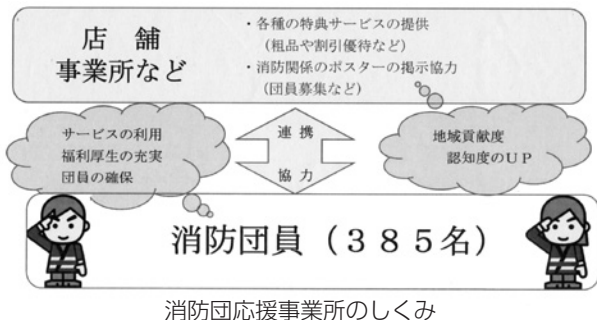 店 舗
事業所など
・各種の特典サービスの提供
（粗品や割引優待など）
・消防関係のポスターの掲示協力
（団員募集など）
サービスの利用
福利厚生の充実
団員の確保
連 携
協 力
地域貢献度
認知度のＵＰ
消防団員（３８５名）
消防団応援事業所のしくみ